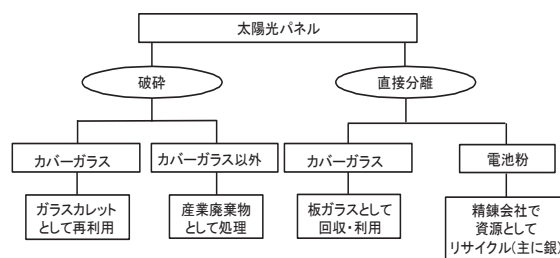 太陽光パネル
破砕
直接分離
カバーガラス
カバーガラス以外
カバーガラス
電池粉
ガラスカレット
として再利用
産業廃棄物
として処理
板ガラスとして
回収・利用
精錬会社で
資源として
リサイクル(主に銀)